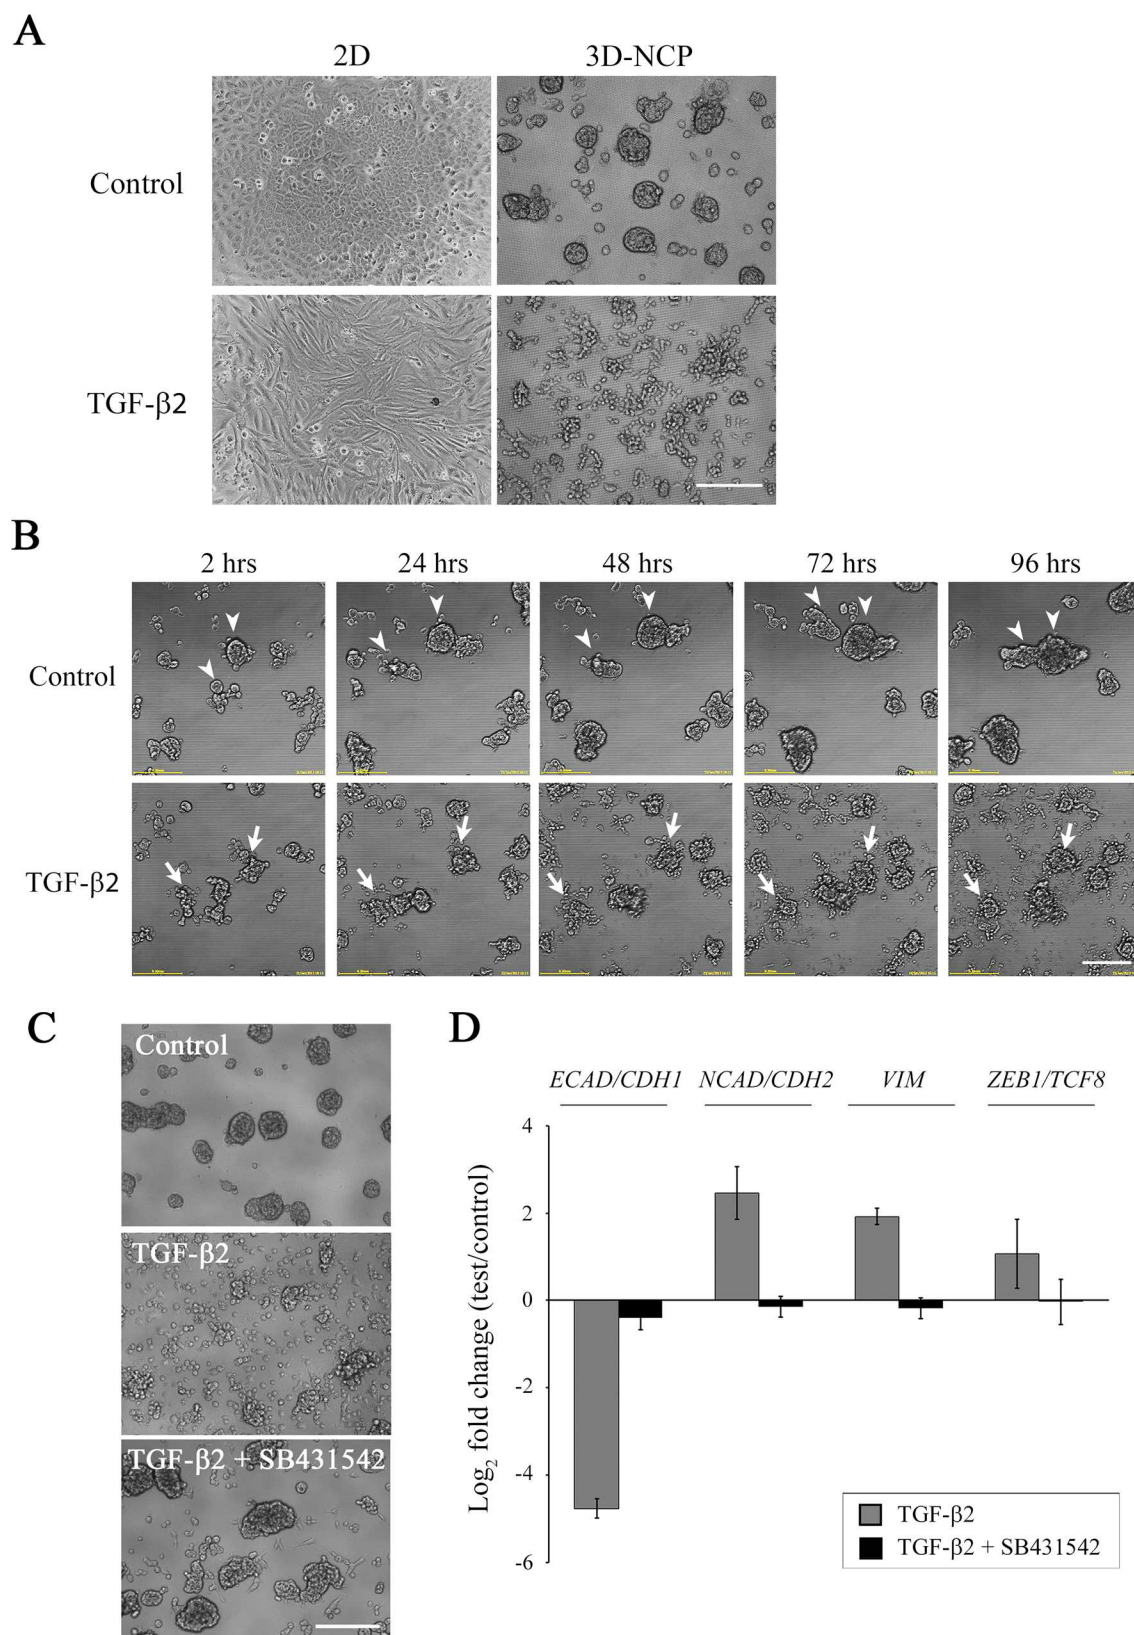 A
2D 3D-NCP
Control
TGF-β2
B
2 hrs 24 hrs 48 hrs 72 hrs 96 hrs
Control
TGF-β2
C
Control
TGF-β2
TGF-β2 + SB431542
D
ECAD/CDH1 NCAD/CDH2 VIM ZEB1/TCF8
Log2 fold change (test/control)
4
2
0
-2
-4
-6
TGF-β2
TGF-β2 + SB431542